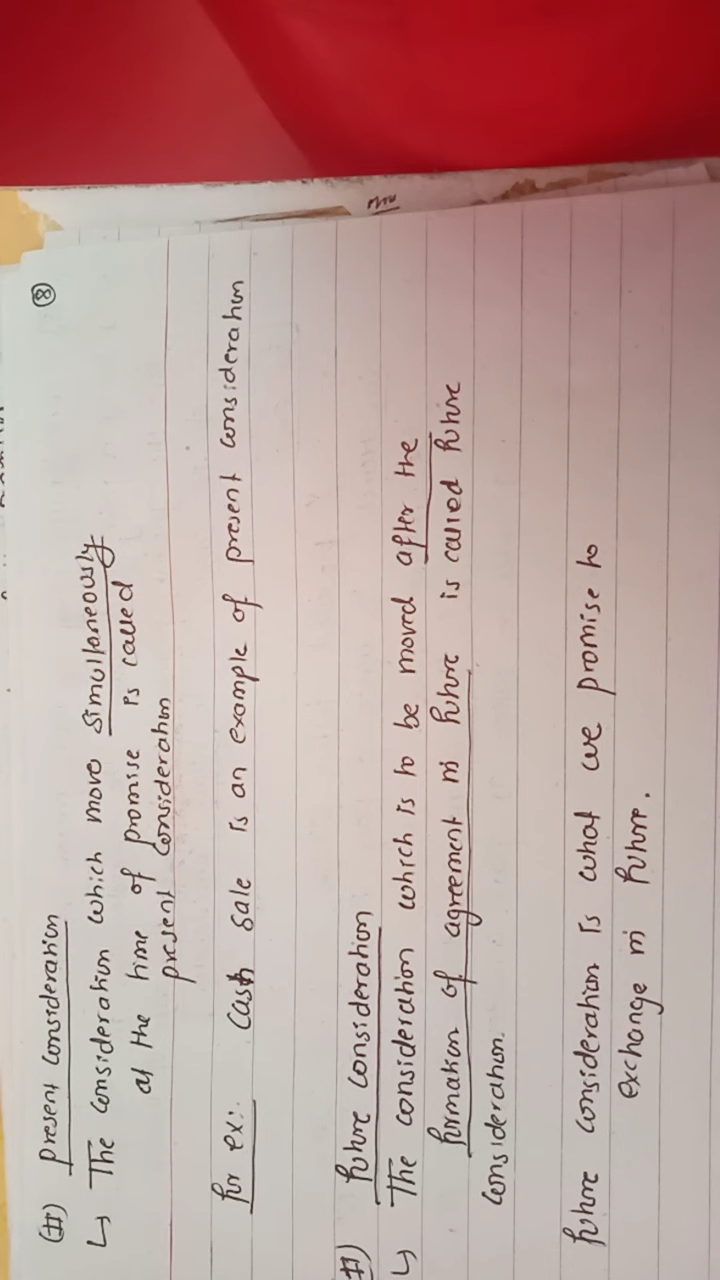 ⑧
(II) present consideration
↳ The consideration which move simultaneously
at the time of promise is called
present consideration
for ex:. Cash sale is an example of present consideration
II) future consideration
↳ The consideration which is to be moved after the
formation of agreement in future is called future
consideration.
future consideration is what we promise to
exchange in future.